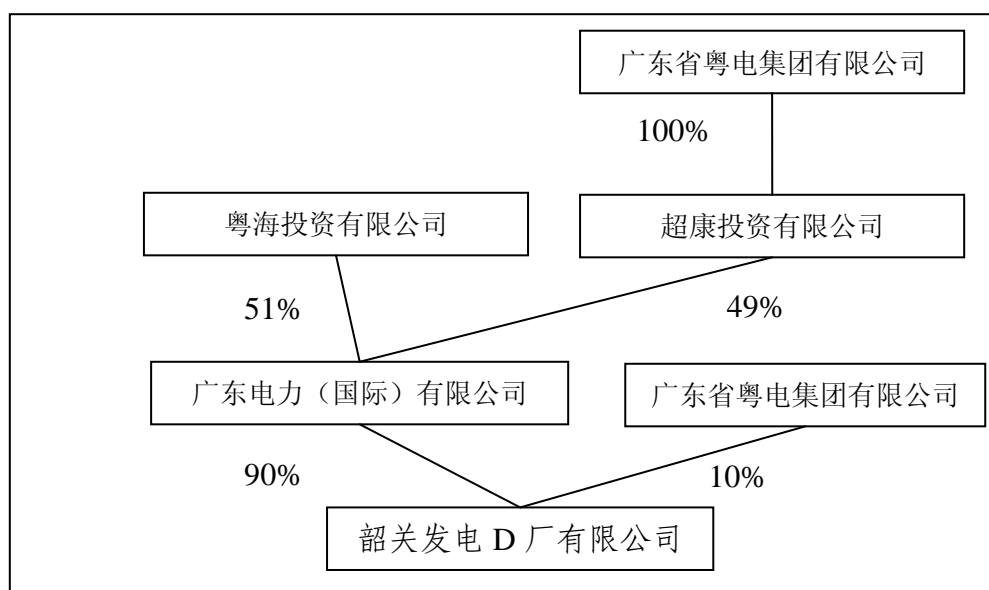 广东省粤电集团有限公司
100%
粤海投资有限公司
超康投资有限公司
51%
49%
广东电力（国际）有限公司
广东省粤电集团有限公司
90%
10%
韶关发电 D 厂有限公司